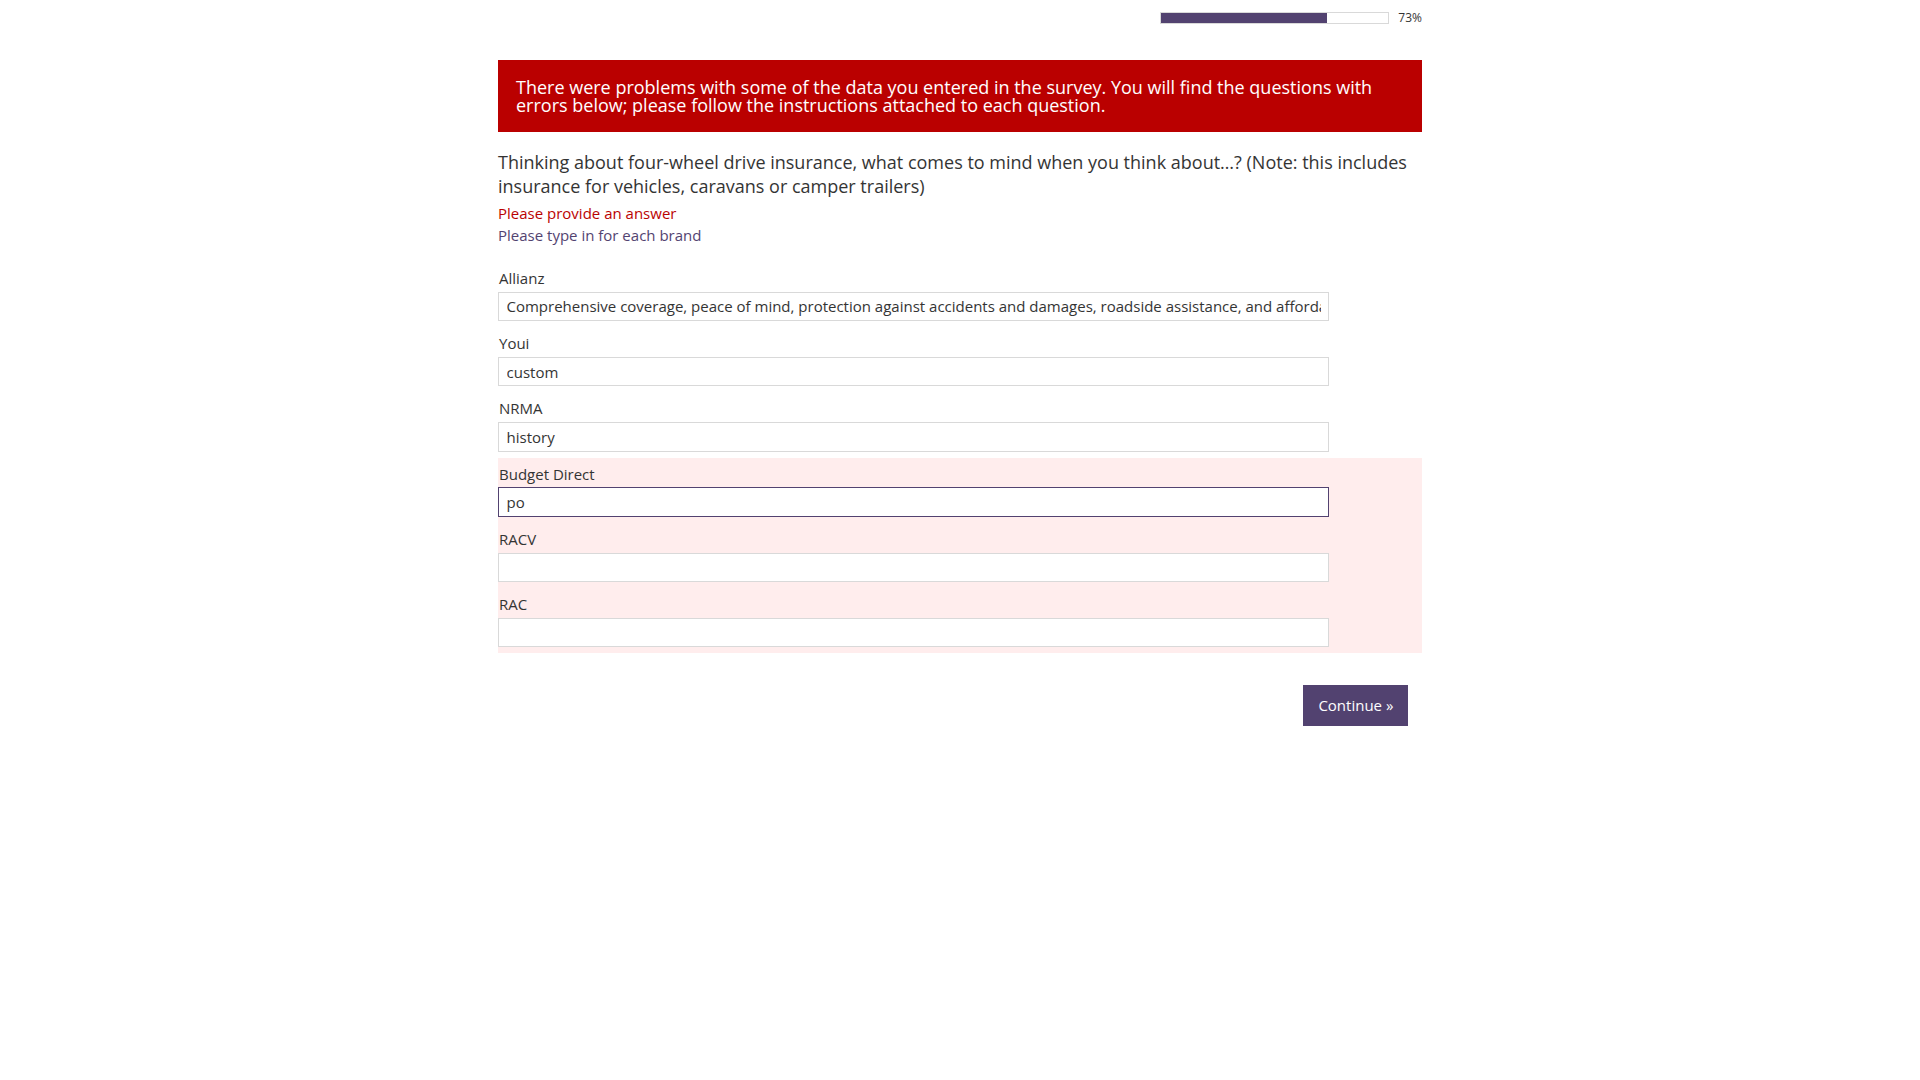 73%
There were problems with some of the data you entered in the survey. You will find the questions with
errors below; please follow the instructions attached to each question.
Thinking about four-wheel drive insurance, what comes to mind when you think about...? (Note: this includes
insurance for vehicles, caravans or camper trailers)
Please provide an answer
Please type in for each brand
Allianz
Comprehensive coverage, peace of mind, protection against accidents and damages, roadside assistance, and afforda
Youi
custom
NRMA
history
Budget Direct
po
RACV
RAC
Continue »